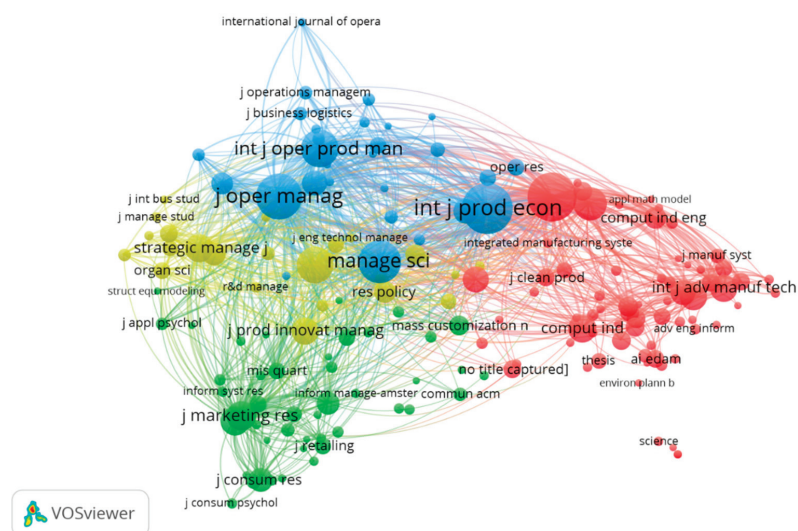 international journal of opera
j operations managem
j business logistics
int j oper prod man
oper res
j oper manag
j int bus stud
appl math model
int j prod econ
comput ind eng
j manage stud
j eng technol manage
integrated manufacturing syste
strategic manage j
j manuf syst
manage sci
organ sci
j clean prod
r&d manage
int j adv manuf tech
struct equ modeling
res policy
j appl psychol
j prod innovat manag
mass customization n
comput ind
adv eng inform
thesis
ai edam
mis quart
no title captured]
environ plann b
inform syst res
inform manage-amster
commun acm
j marketing res
j retailing
science
j consum res
j consum psychol
VOSviewer